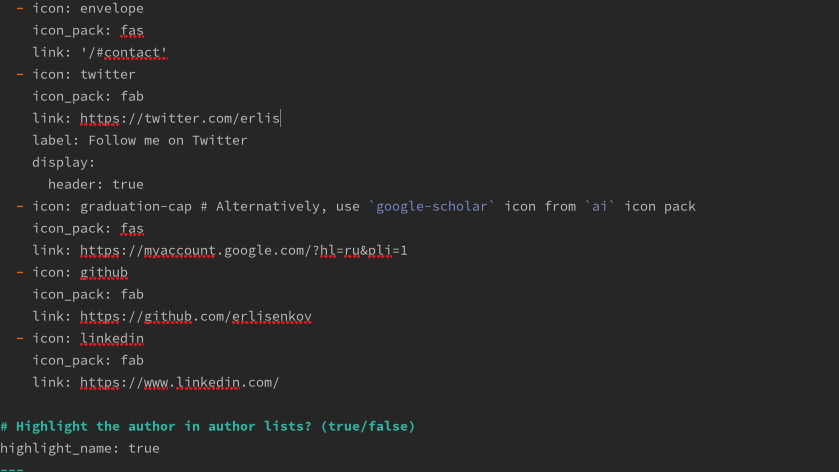 - icon: envelope
icon_pack: fas
link: '/#contact'
- icon: twitter
icon_pack: fab
link: https://twitter.com/erlis
label: Follow me on Twitter
display:
header: true
- icon: graduation-cap # Alternatively, use `google-scholar` icon from `ai` icon pack
icon_pack: fas
link: https://myaccount.google.com/?hl=ru&pli=1
- icon: github
icon_pack: fab
link: https://github.com/erlisenkov
- icon: linkedin
icon_pack: fab
link: https://www.linkedin.com/
# Highlight the author in author lists? (true/false)
highlight_name: true
---